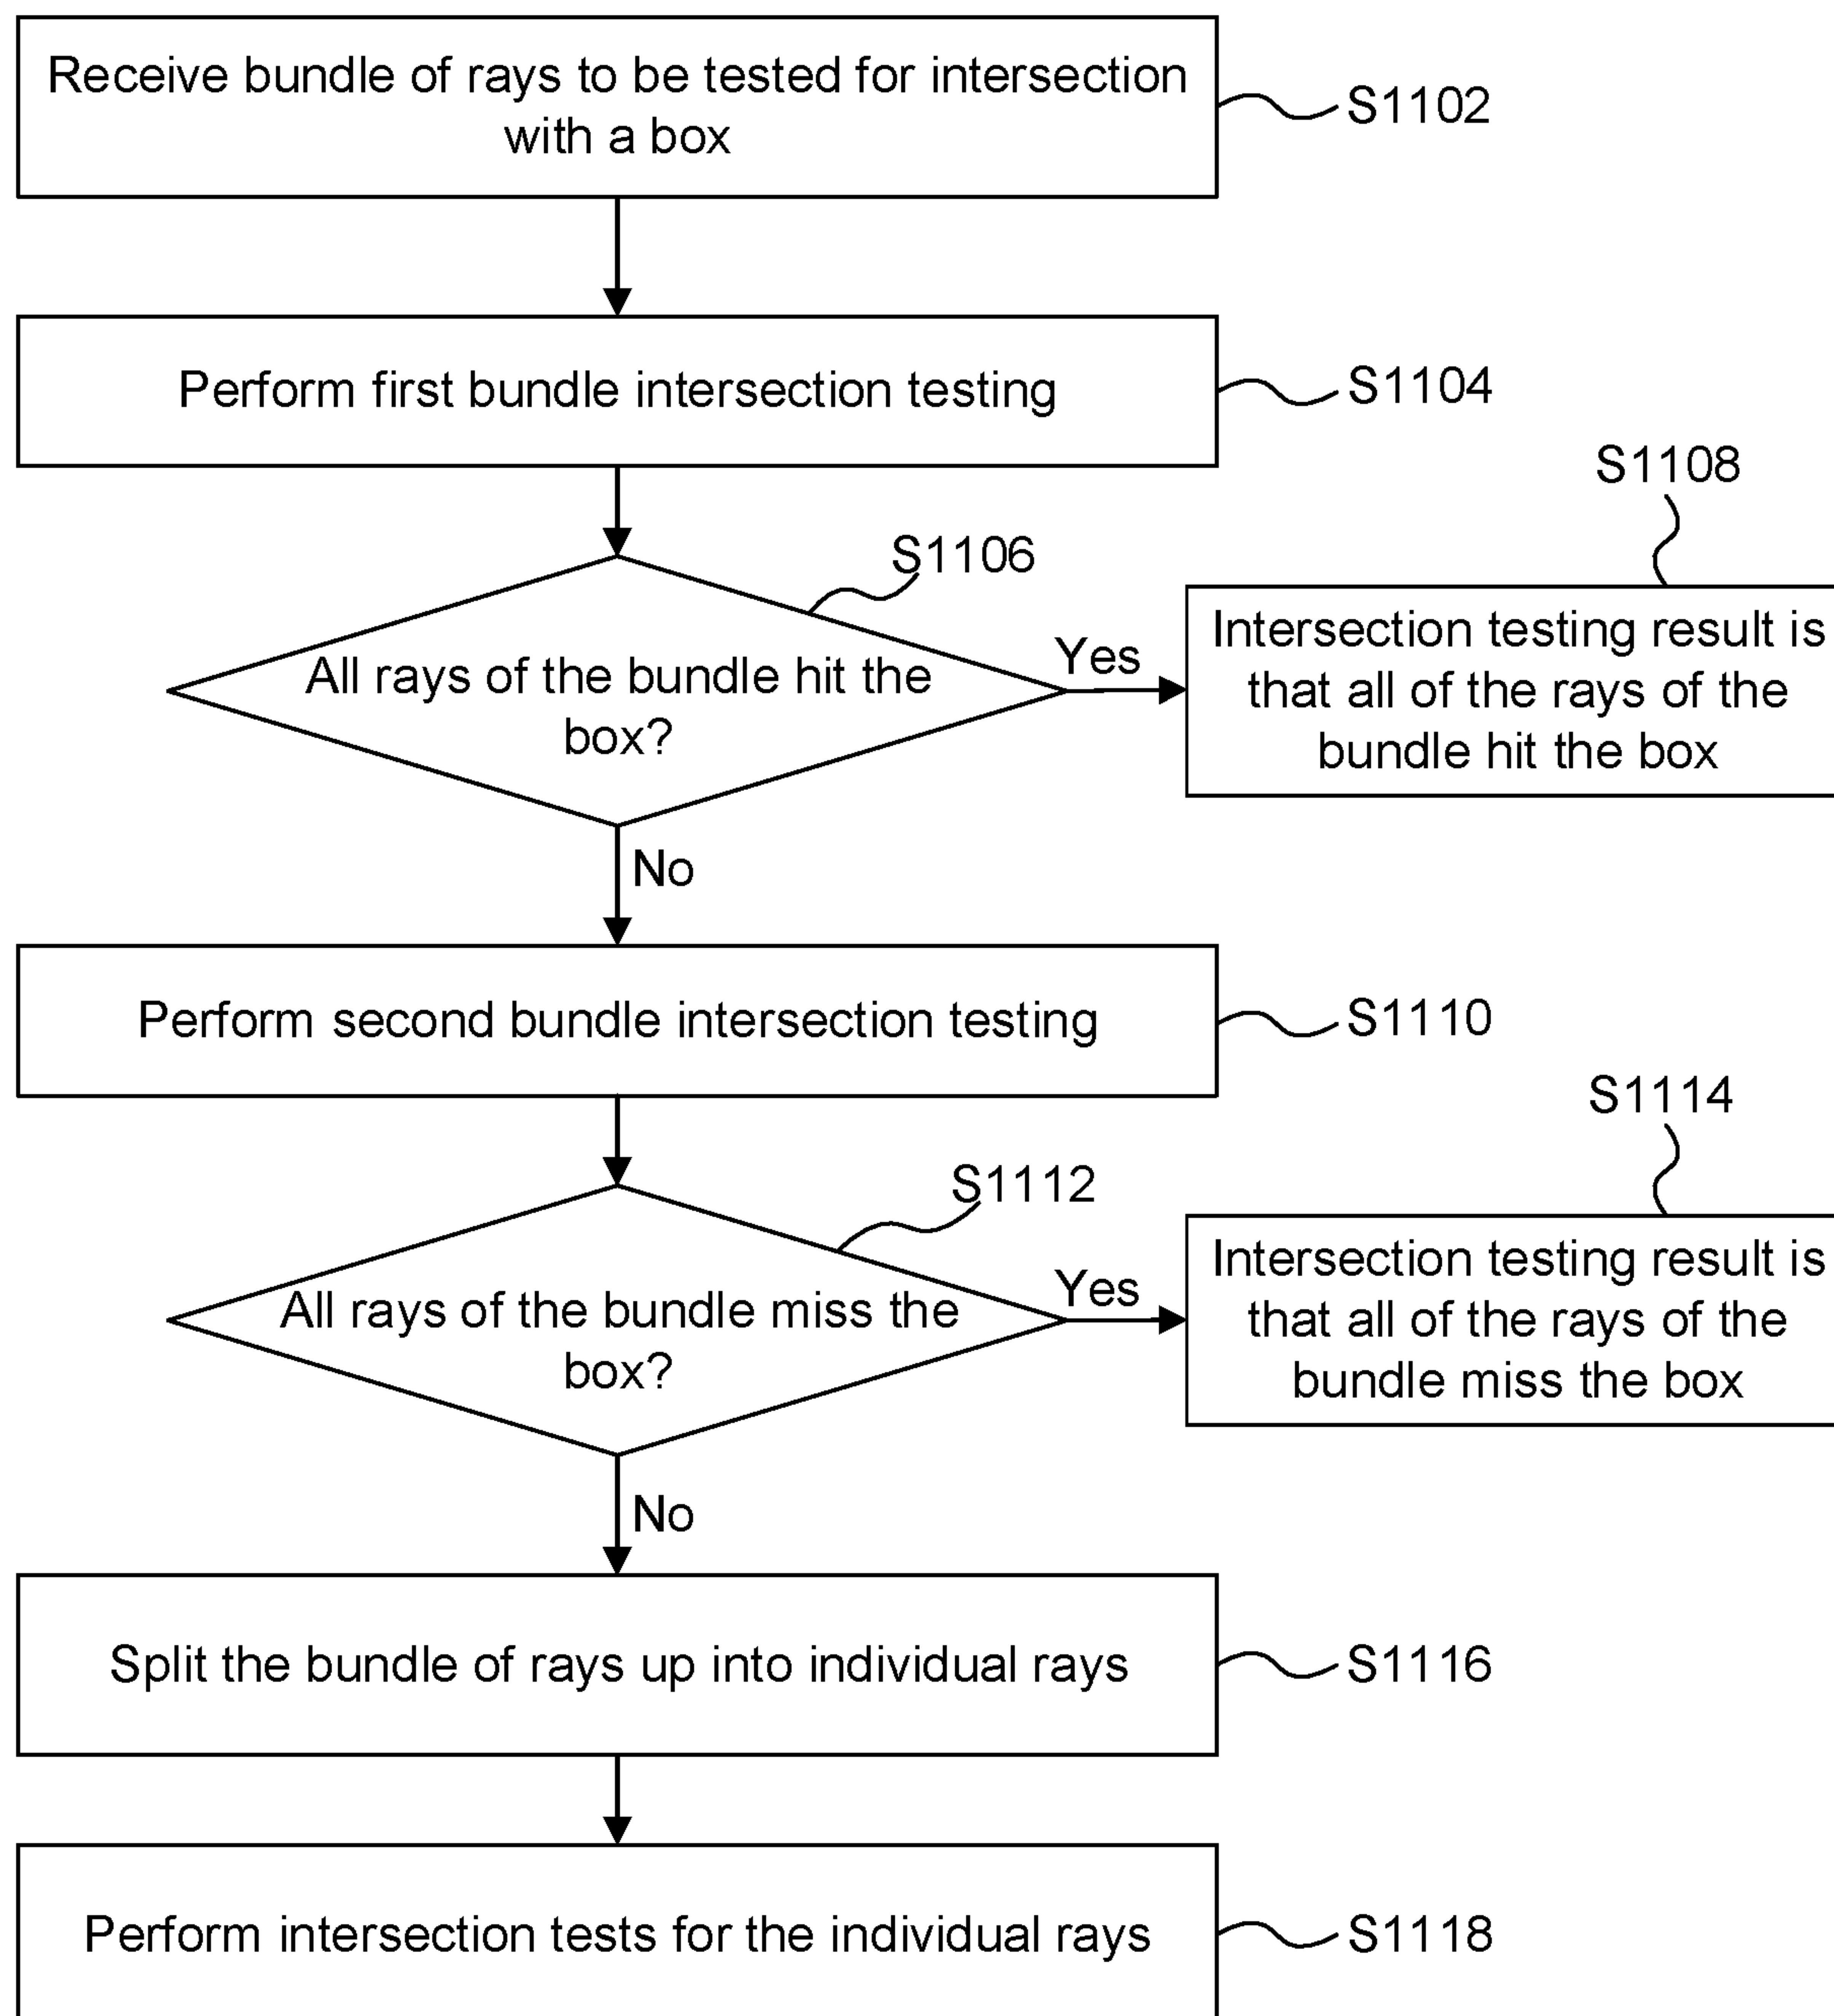 Receive bundle of rays to be tested for intersection
with a box
S1102
Perform first bundle intersection testing
S1104
S1108
S1106
All rays of the bundle hit the
box?
Yes
Intersection testing result is
that all of the rays of the
bundle hit the box
No
Perform second bundle intersection testing
S1110
S1114
S1112
All rays of the bundle miss the
box?
Yes
Intersection testing result is
that all of the rays of the
bundle miss the box
No
Split the bundle of rays up into individual rays
S1116
Perform intersection tests for the individual rays
S1118